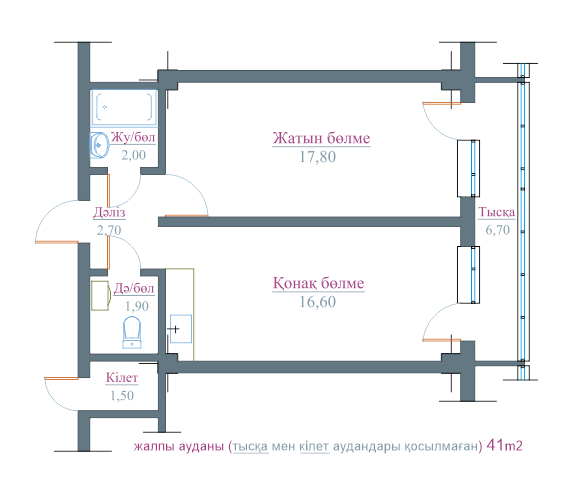 Жу/бөл
2,00
Жатын бөлме
17,80
Дәліз
2,70
Тысқа
6,70
Дә/бөл
1,90
Қонақ бөлме
16,60
Кілет
1,50
жалпы ауданы (тысқа мен кілет аудандары қосылмаған) 41m2